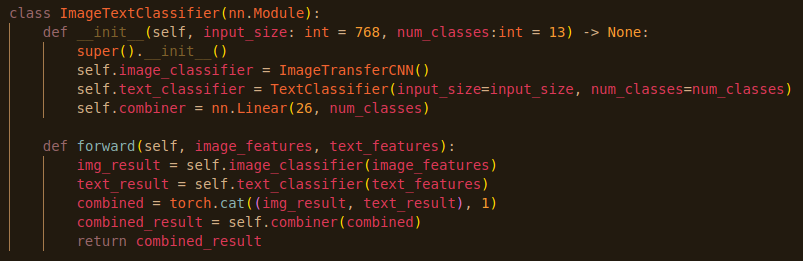 class ImageTextClassifier(nn.Module):
    def __init__(self, input_size: int = 768, num_classes:int = 13) -> None:
        super().__init__()
        self.image_classifier = ImageTransferCNN()
        self.text_classifier = TextClassifier(input_size=input_size, num_classes=num_classes)
        self.combiner = nn.Linear(26, num_classes)

    def forward(self, image_features, text_features):
        img_result = self.image_classifier(image_features)
        text_result = self.text_classifier(text_features)
        combined = torch.cat((img_result, text_result), 1)
        combined_result = self.combiner(combined)
        return combined_result